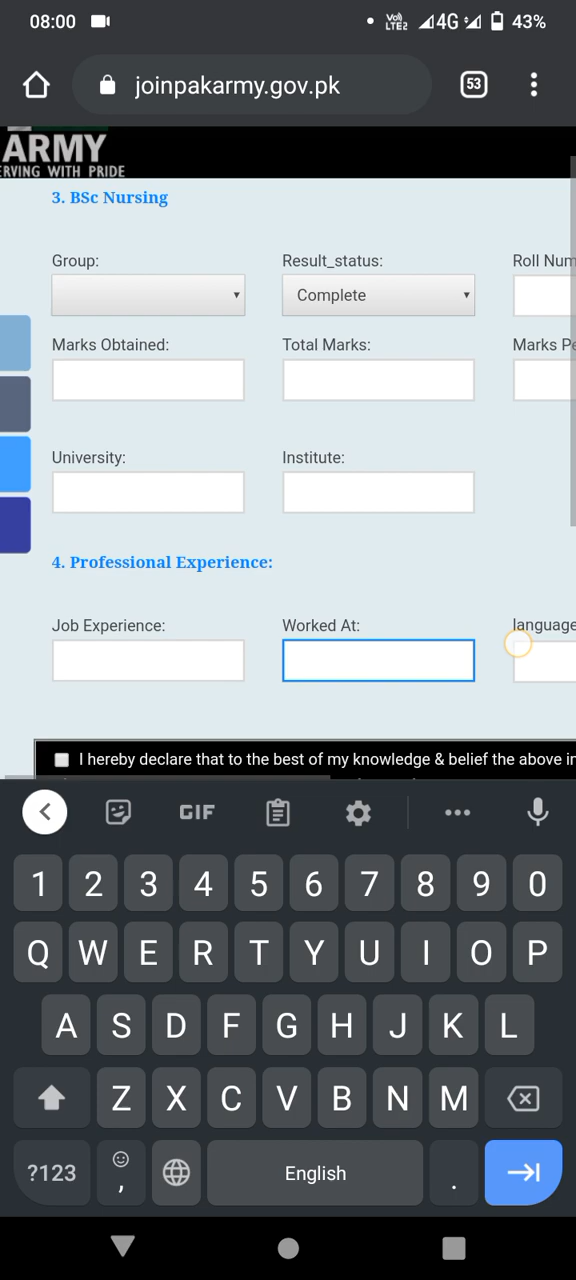 08:00 Vo) LTE2 4G 43%
joinpakarmy.gov.pk 53
ARMY
ERVING WITH PRIDE
3. BSc Nursing
Group: Result_status: Roll Num
Complete
Marks Obtained: Total Marks: Marks Pe
University: Institute:
4. Professional Experience:
Job Experience: Worked At: language
I hereby declare that to the best of my knowledge & belief the above in
GIF
1 2 3 4 5 6 7 8 9 0
Q W E R T Y U I O P
A S D F G H J K L
Z X C V B N M
?123 , English .